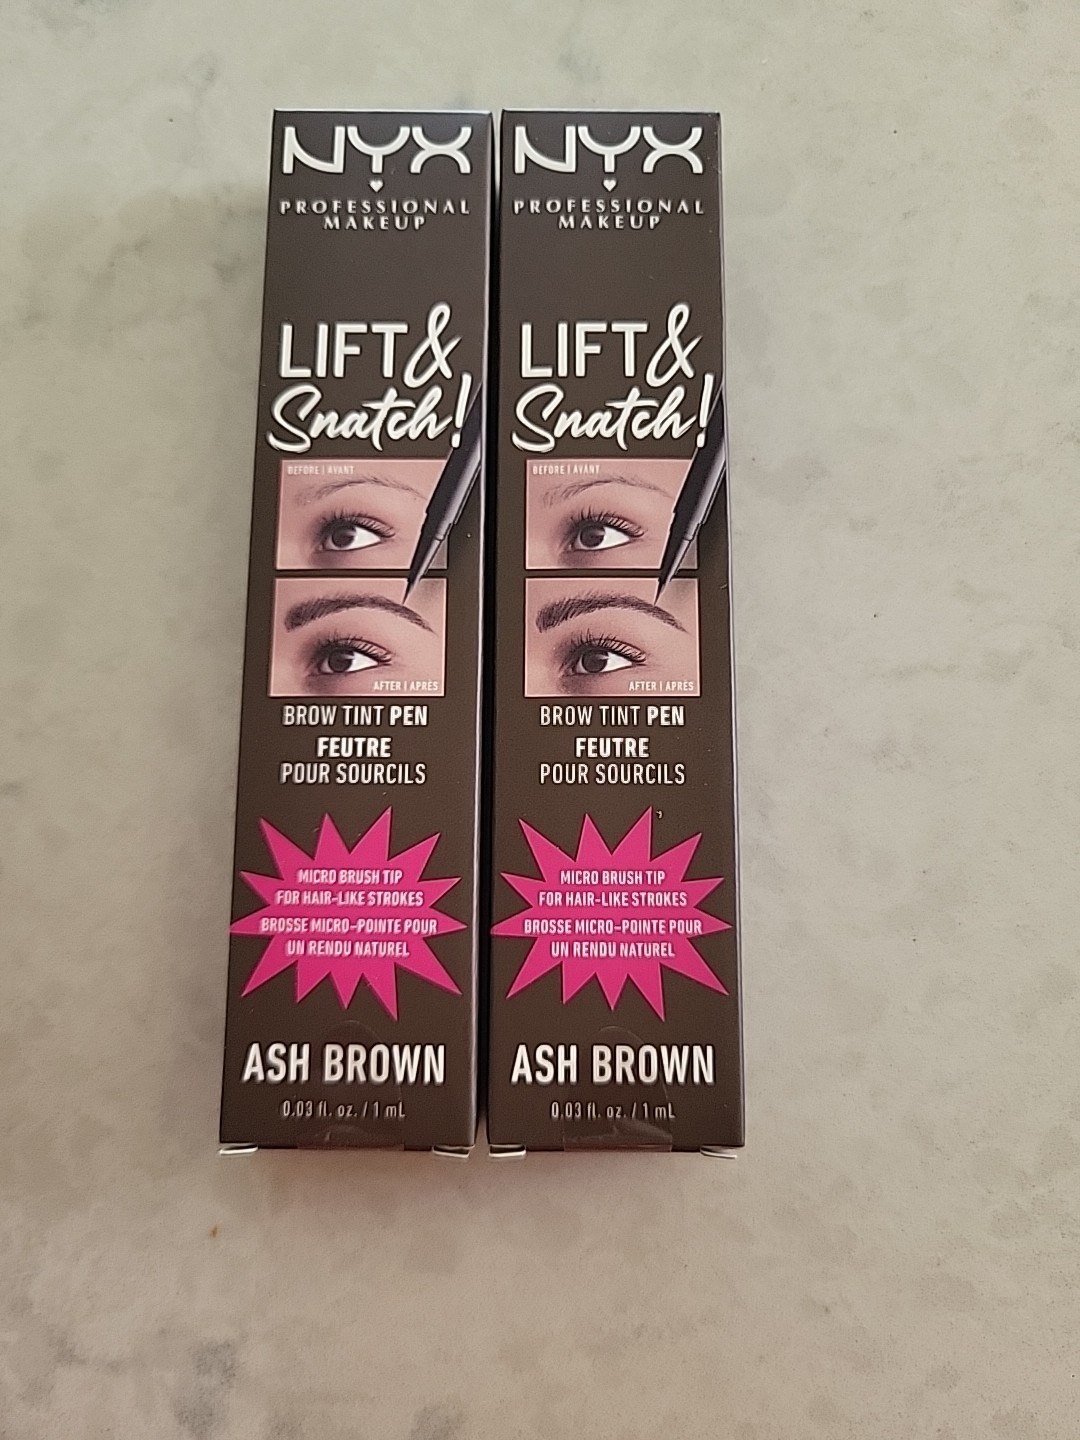 NYX
PROFESSIONAL
MAKEUP
LIFT &
Snatch!
BEFORE | AVANT
AFTER | APRÈS
BROW TINT PEN
FEUTRE
POUR SOURCILS
MICRO BRUSH TIP
FOR HAIR-LIKE STROKES
BROSSE MICRO-POINTE POUR
UN RENDU NATUREL
ASH BROWN
0.03 fl. oz. / 1 mL
NYX
PROFESSIONAL
MAKEUP
LIFT &
Snatch!
BEFORE | AVANT
AFTER | APRÈS
BROW TINT PEN
FEUTRE
POUR SOURCILS
MICRO BRUSH TIP
FOR HAIR-LIKE STROKES
BROSSE MICRO-POINTE POUR
UN RENDU NATUREL
ASH BROWN
0.03 fl. oz. / 1 mL